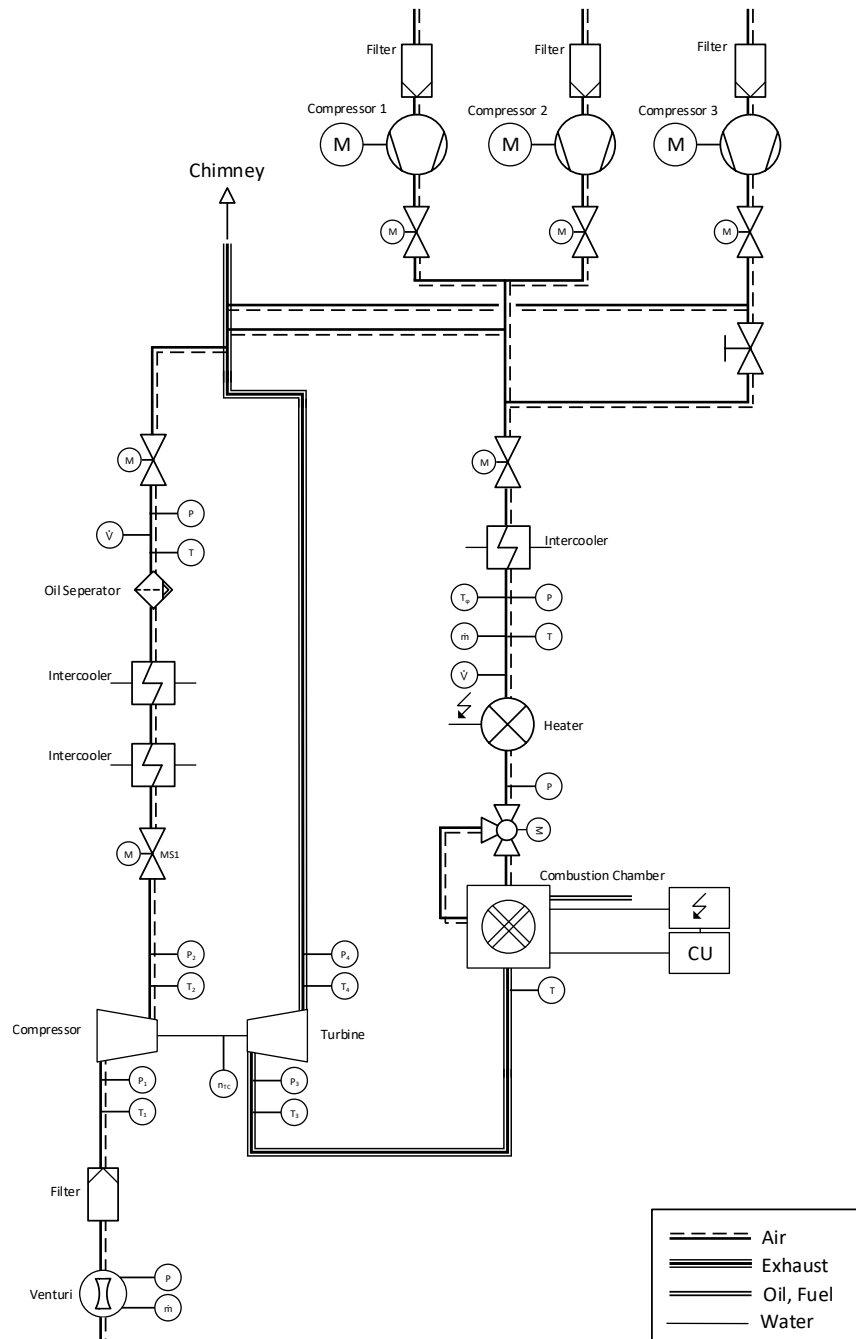 Filter
Filter
Filter
Compressor 1
Compressor 2
Compressor 3
M
M
M
Chimney
M
M
M
M
M
P
V̇
T
Intercooler
Oil Seperator
Tφ
P
ṁ
T
V̇
Intercooler
Heater
Intercooler
P
M
M
MS1
Combustion Chamber
CU
P₂
P₄
T₂
T₄
T
Compressor
Turbine
nTC
P₁
P₃
T₁
T₃
Filter
Air
Exhaust
Oil, Fuel
Water
Venturi
P
ṁ